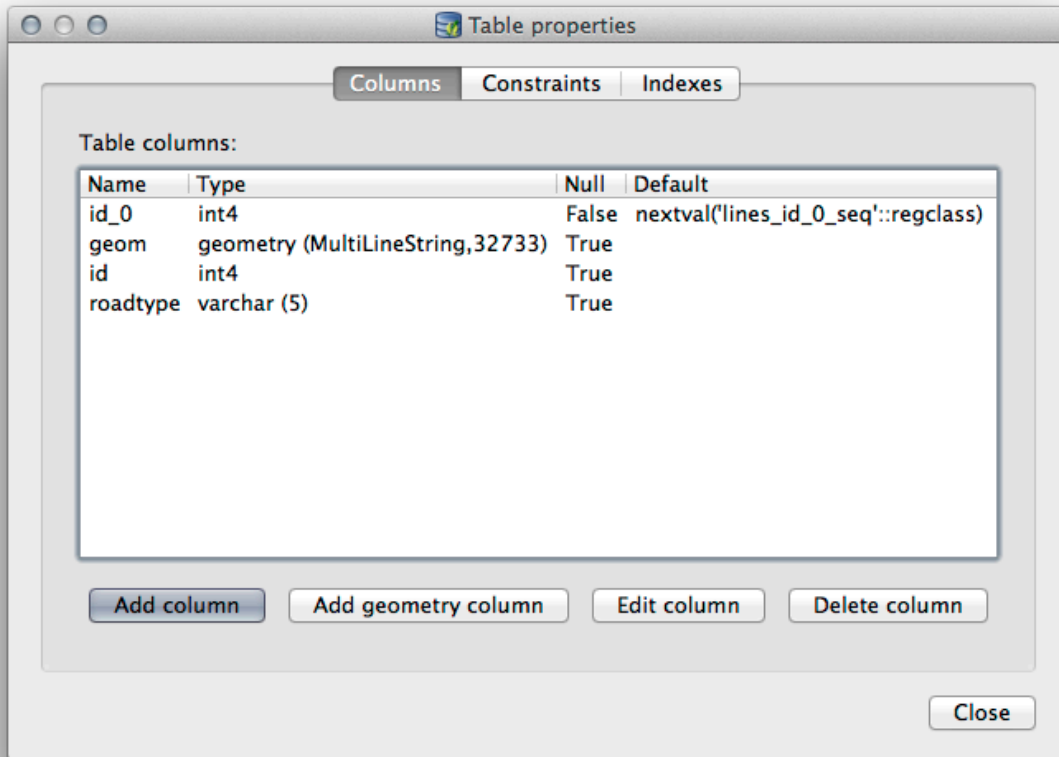 Table properties
Columns Constraints Indexes
Table columns:
Name Type Null Default
id_0 int4 False nextval('lines_id_0_seq'::regclass)
geom geometry (MultiLineString,32733) True
id int4 True
roadtype varchar (5) True
Add column Add geometry column Edit column Delete column
Close